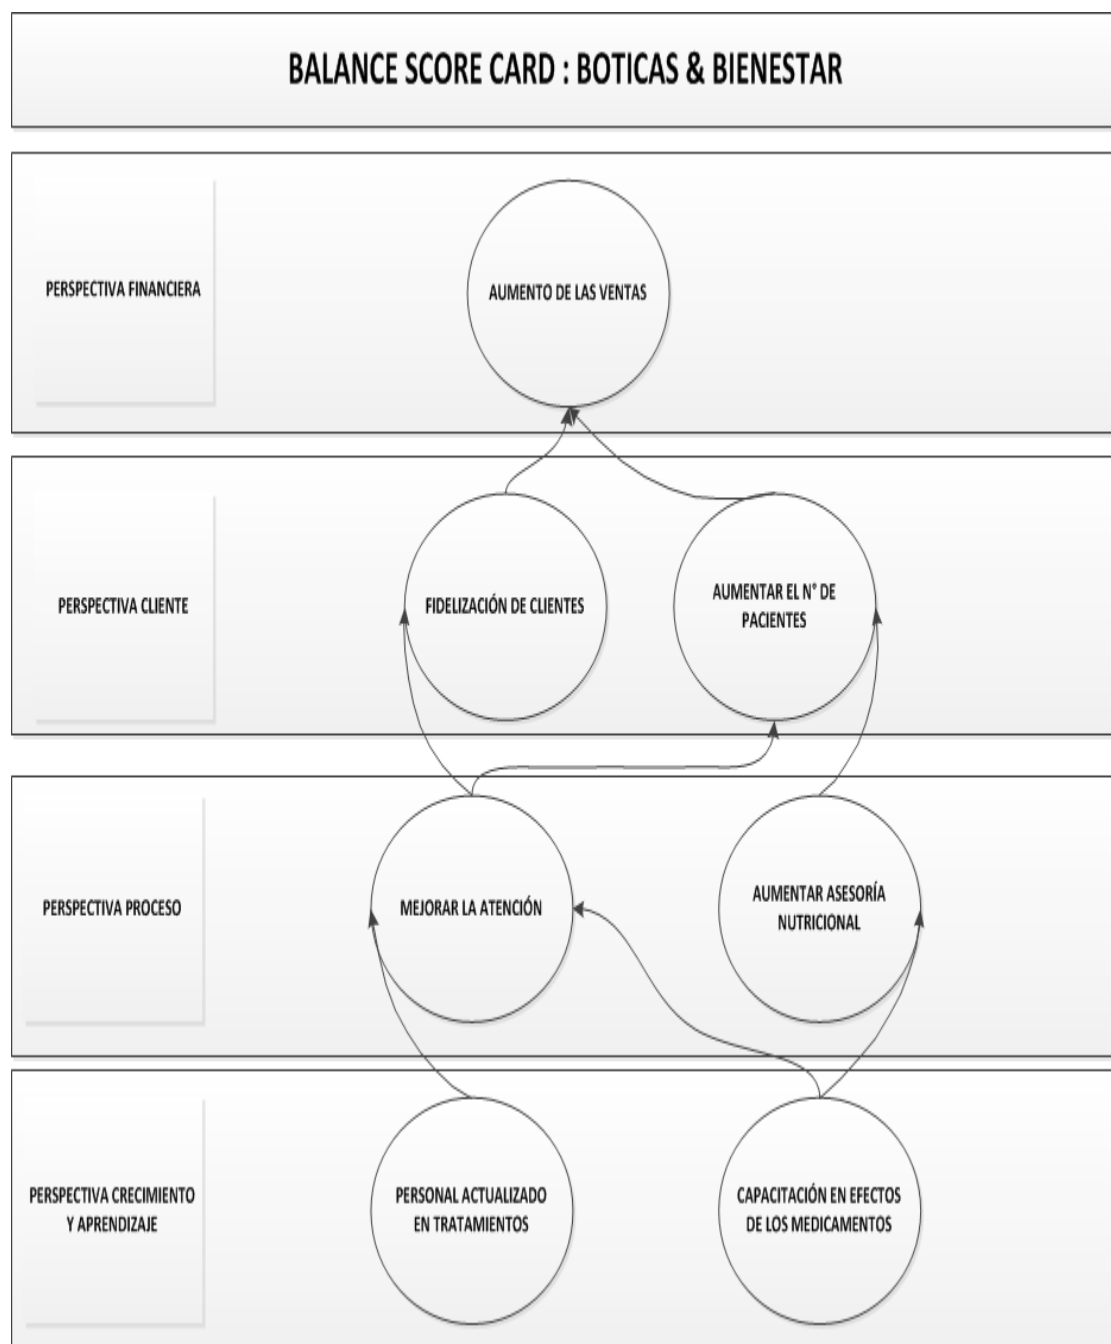 BALANCE SCORE CARD : BOTICAS & BIENESTAR
PERSPECTIVA FINANCIERA
AUMENTO DE LAS VENTAS
PERSPECTIVA CLIENTE
FIDELIZACIÓN DE CLIENTES
AUMENTAR EL N° DE
PACIENTES
PERSPECTIVA PROCESO
MEJORAR LA ATENCIÓN
AUMENTAR ASESORÍA
NUTRICIONAL
PERSPECTIVA CRECIMIENTO
Y APRENDIZAJE
PERSONAL ACTUALIZADO
EN TRATAMIENTOS
CAPACITACIÓN EN EFECTOS
DE LOS MEDICAMENTOS